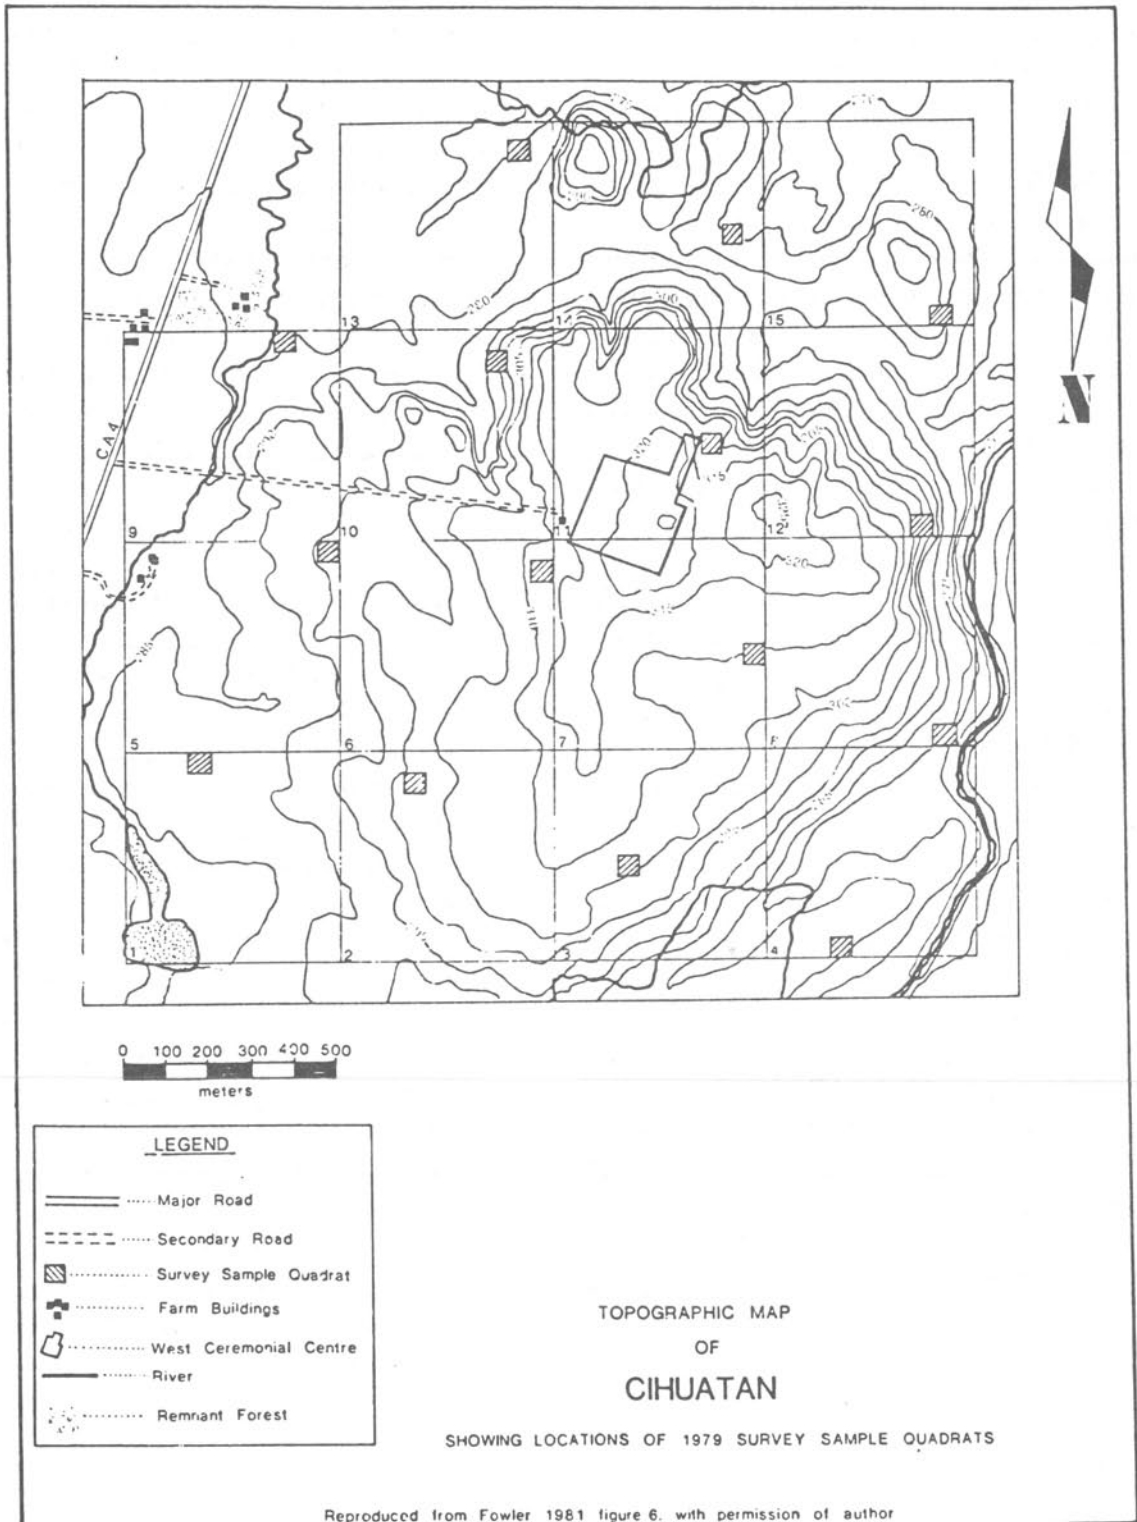 280
13
14
300
15
CA4
9
10
11
12
320
5
6
7
300
1
2
3
4
N
0 100 200 300 400 500
meters
LEGEND
Major Road
Secondary Road
Survey Sample Quadrat
Farm Buildings
West Ceremonial Centre
River
Remnant Forest
TOPOGRAPHIC MAP
OF
CIHUATAN
SHOWING LOCATIONS OF 1979 SURVEY SAMPLE QUADRATS
Reproduced from Fowler 1981 figure 6. with permission of author